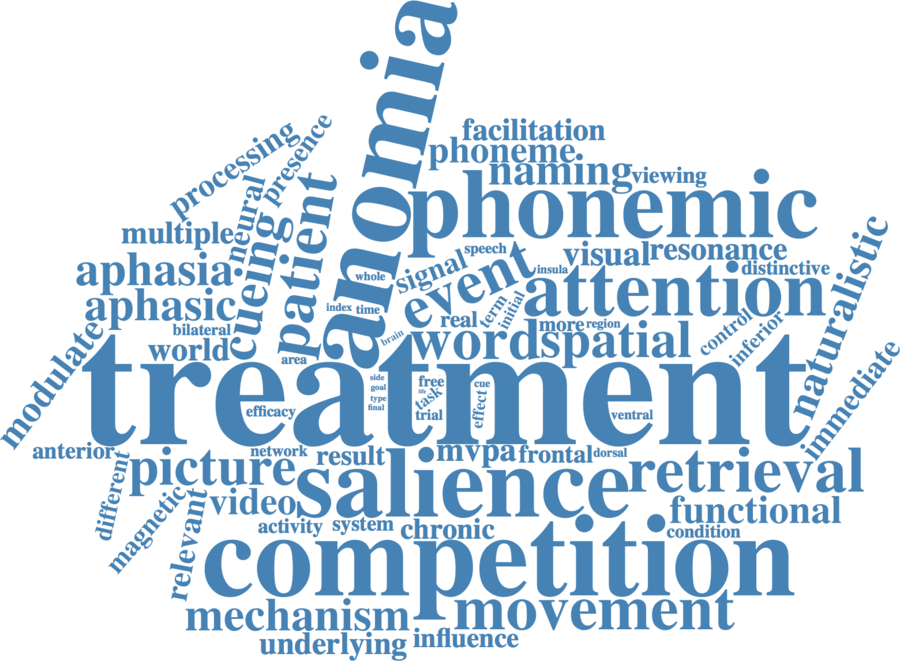 anomia
facilitation
phoneme
naming
viewing
processing
presence
phonemic
neural
multiple
cueing
patient
visual
resonance
naturalistic
aphasia
whole
signal
speech
event
insula
distinctive
attention
aphasic
index
time
real
term
initial
bilateral
brain
more
region
control
inferior
world
area
word
spatial
modulate
treatment
immediate
side
goal
type
final
free
life
task
trial
cue
effect
efficacy
ventral
anterior
network
result
mvpa
frontal
dorsal
different
picture
salience
retrieval
magnetic
relevant
video
functional
activity
system
chronic
condition
competition
mechanism
movement
underlying
influence